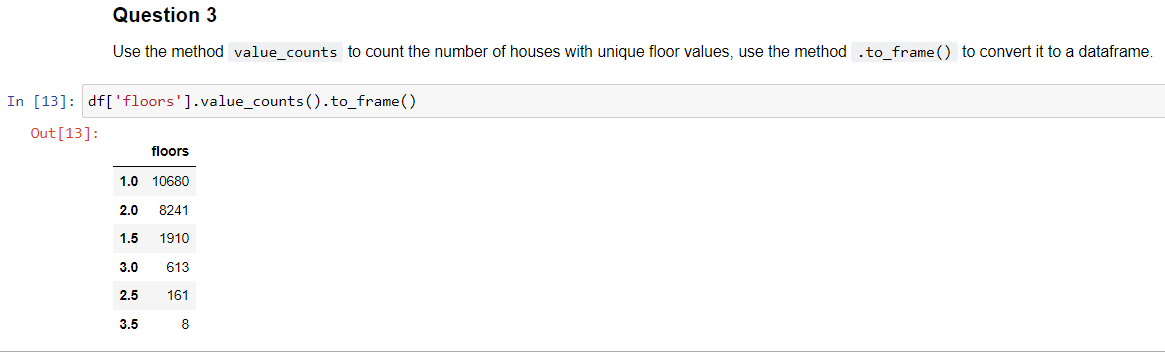 Question 3
Use the method value_counts to count the number of houses with unique floor values, use the method .to_frame() to convert it to a dataframe.
In [13]: df['floors'].value_counts().to_frame()
Out[13]:
floors
1.0 10680
2.0 8241
1.5 1910
3.0 613
2.5 161
3.5 8